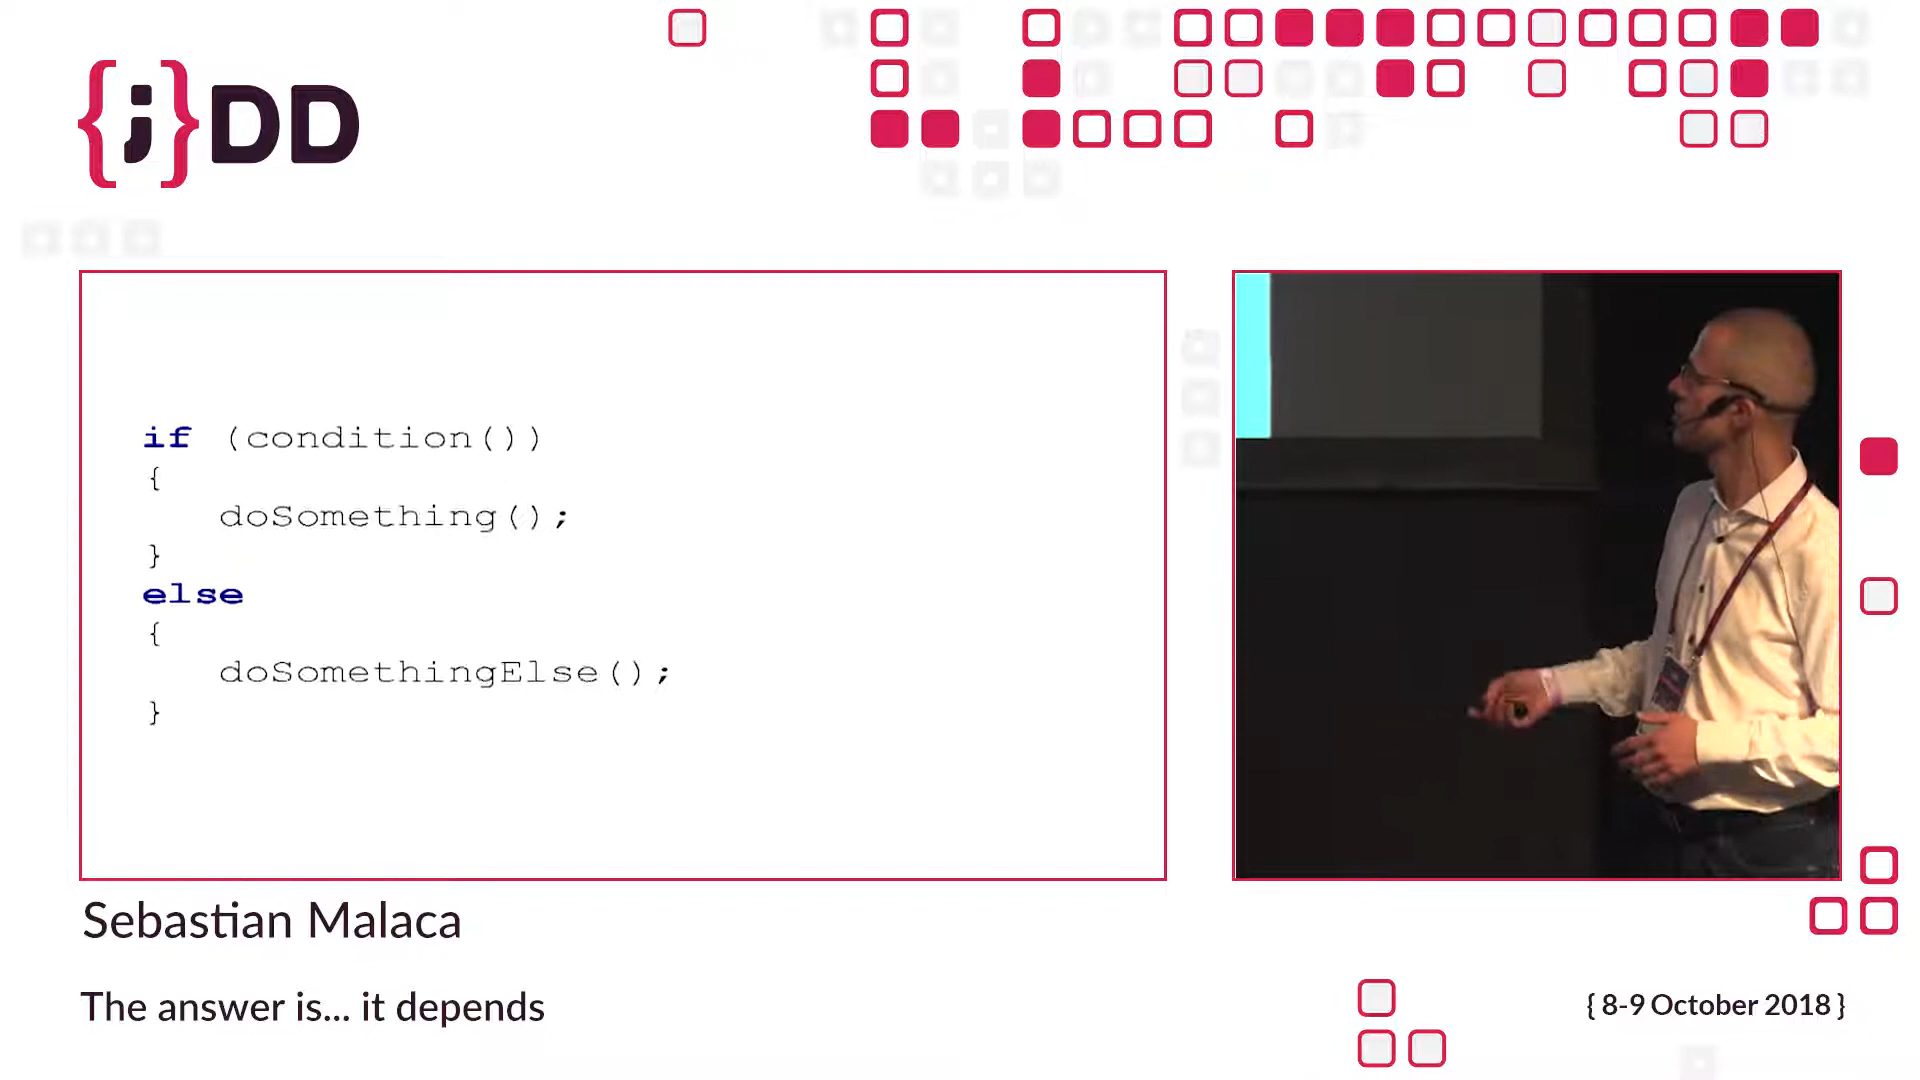 {;}DD
if (condition())
{
    doSomething();
}
else
{
    doSomethingElse();
}
Sebastian Malaca
The answer is... it depends
{ 8-9 October 2018 }